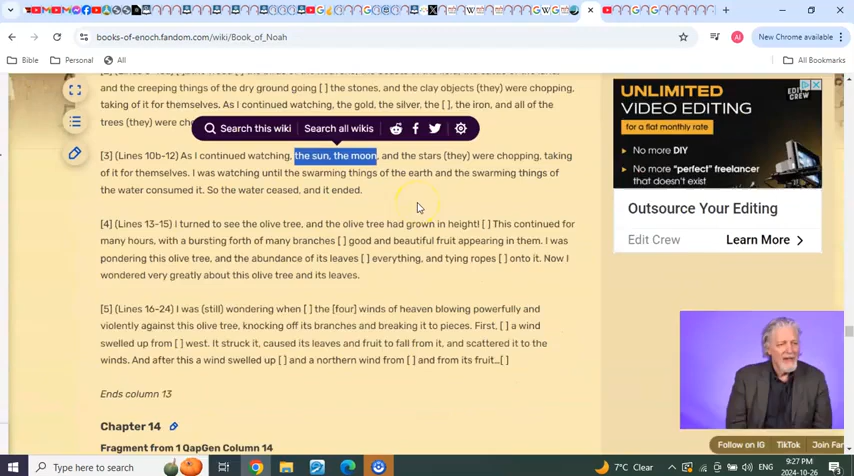 books-of-enoch.fandom.com/wiki/Book_of_Noah
New Chrome available
Bible
Personal
All
All Bookmarks
and the creeping things of the dry ground going [ ] the stones, and the clay objects (they) were chopping,
taking of it for themselves. As I continued watching, the gold, the silver, the [ ], the iron, and all of the
trees (they) were
Search this wiki
Search all wikis
[3] (Lines 10b-12) As I continued watching, the sun, the moon, and the stars (they) were chopping, taking
of it for themselves. I was watching until the swarming things of the earth and the swarming things of
the water consumed it. So the water ceased, and it ended.
[4] (Lines 13-15) I turned to see the olive tree, and the olive tree had grown in height! [ ] This continued for
many hours, with a bursting forth of many branches [ ] good and beautiful fruit appearing in them. I was
pondering this olive tree, and the abundance of its leaves [ ] everything, and tying ropes [ ] onto it. Now I
wondered very greatly about this olive tree and its leaves.
[5] (Lines 16-24) I was (still) wondering when [ ] the [four] winds of heaven blowing powerfully and
violently against this olive tree, knocking off its branches and breaking it to pieces. First, [ ] a wind
swelled up from [ ] west. It struck it, caused its leaves and fruit to fall from it, and scattered it to the
winds. And after this a wind swelled up [ ] and a northern wind from [ ] and from its fruit...[ ]
Ends column 13
Chapter 14
Fragment from 1 QapGen Column 14
UNLIMITED
VIDEO EDITING
for a flat monthly rate
No more DIY
No more "perfect" freelancer
that doesn't exist
EDIT CREW
Outsource Your Editing
Edit Crew
Learn More
Follow on IG
TikTok
Join Fan
Type here to search
7°C Clear
9:27 PM
2024-10-26